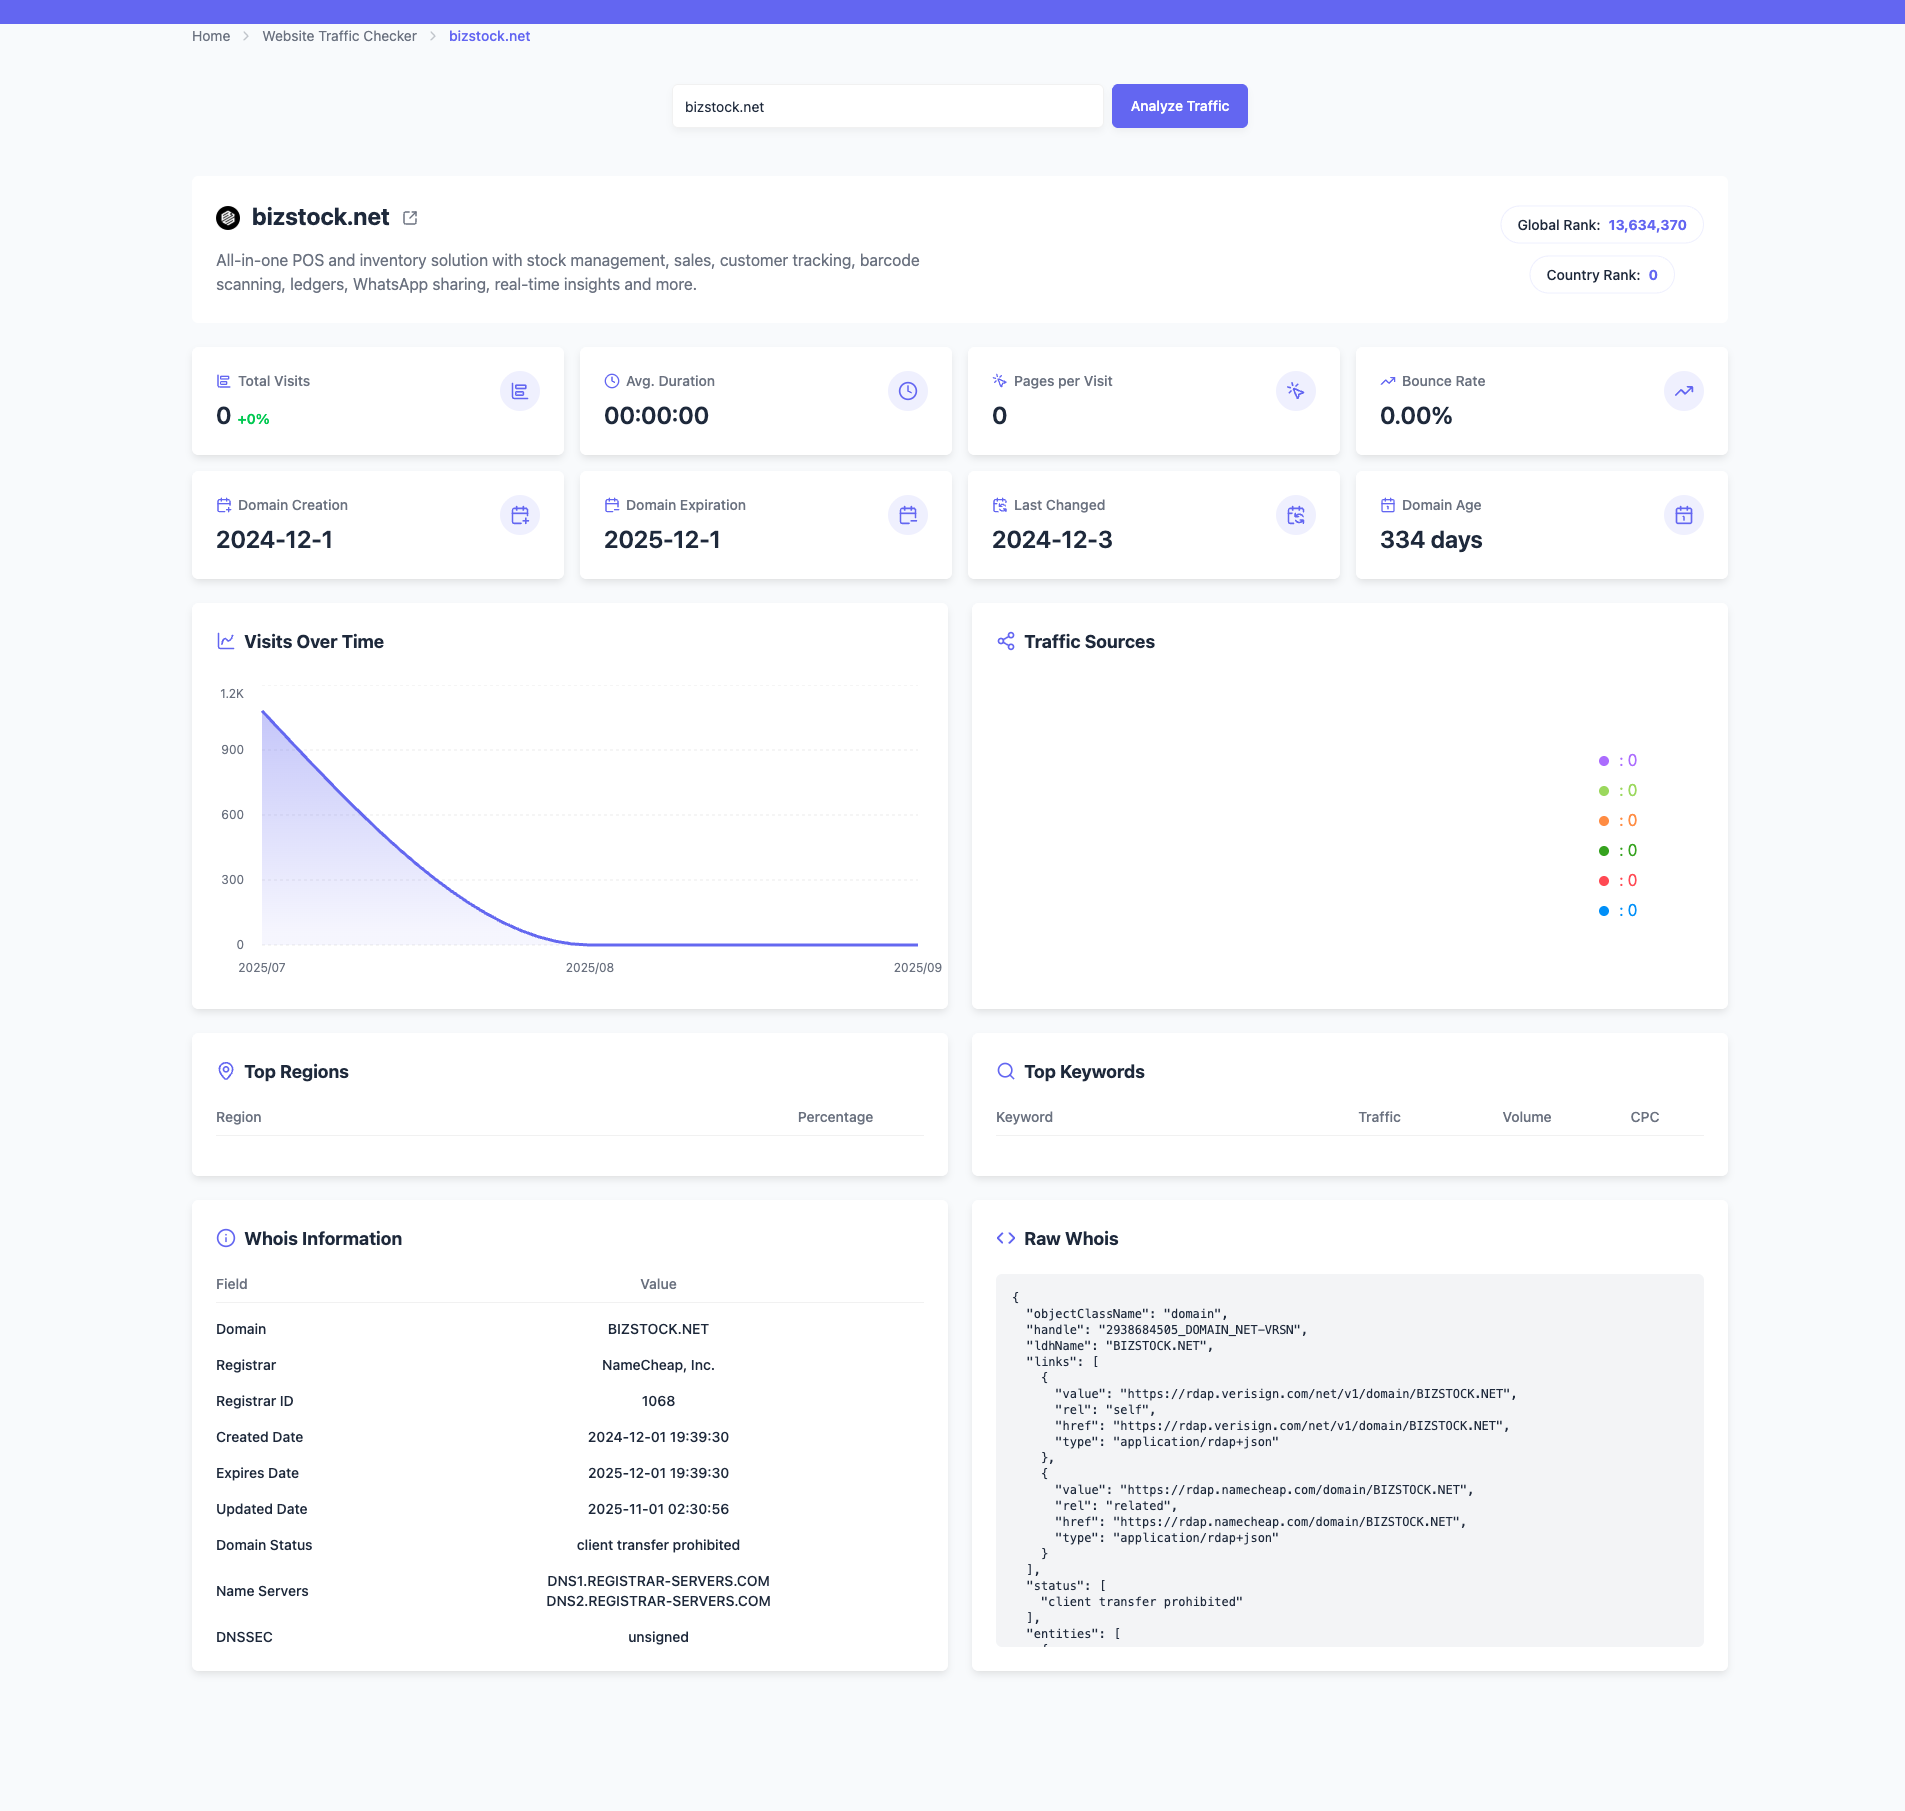 Home
Website Traffic Checker
bizstock.net
bizstock.net
Analyze Traffic
bizstock.net
All-in-one POS and inventory solution with stock management, sales, customer tracking, barcode
scanning, ledgers, WhatsApp sharing, real-time insights and more.
Global Rank: 13,634,370
Country Rank: 0
Total Visits
0 +0%
Avg. Duration
00:00:00
Pages per Visit
0
Bounce Rate
0.00%
Domain Creation
2024-12-1
Domain Expiration
2025-12-1
Last Changed
2024-12-3
Domain Age
334 days
Visits Over Time
1.2K
900
600
300
0
2025/07 2025/08 2025/09
Traffic Sources
: 0
: 0
: 0
: 0
: 0
: 0
Top Regions
Region Percentage
Top Keywords
Keyword Traffic Volume CPC
Whois Information
Field Value
Domain BIZSTOCK.NET
Registrar NameCheap, Inc.
Registrar ID 1068
Created Date 2024-12-01 19:39:30
Expires Date 2025-12-01 19:39:30
Updated Date 2025-11-01 02:30:56
Domain Status client transfer prohibited
Name Servers DNS1.REGISTRAR-SERVERS.COM
DNS2.REGISTRAR-SERVERS.COM
DNSSEC unsigned
Raw Whois
{
"objectClassName": "domain",
"handle": "2938684505_DOMAIN_NET-VRSN",
"ldhName": "BIZSTOCK.NET",
"links": [
{
"value": "https://rdap.verisign.com/net/v1/domain/BIZSTOCK.NET",
"rel": "self",
"href": "https://rdap.verisign.com/net/v1/domain/BIZSTOCK.NET",
"type": "application/rdap+json"
},
{
"value": "https://rdap.namecheap.com/domain/BIZSTOCK.NET",
"rel": "related",
"href": "https://rdap.namecheap.com/domain/BIZSTOCK.NET",
"type": "application/rdap+json"
}
],
"status": [
"client transfer prohibited"
],
"entities": [